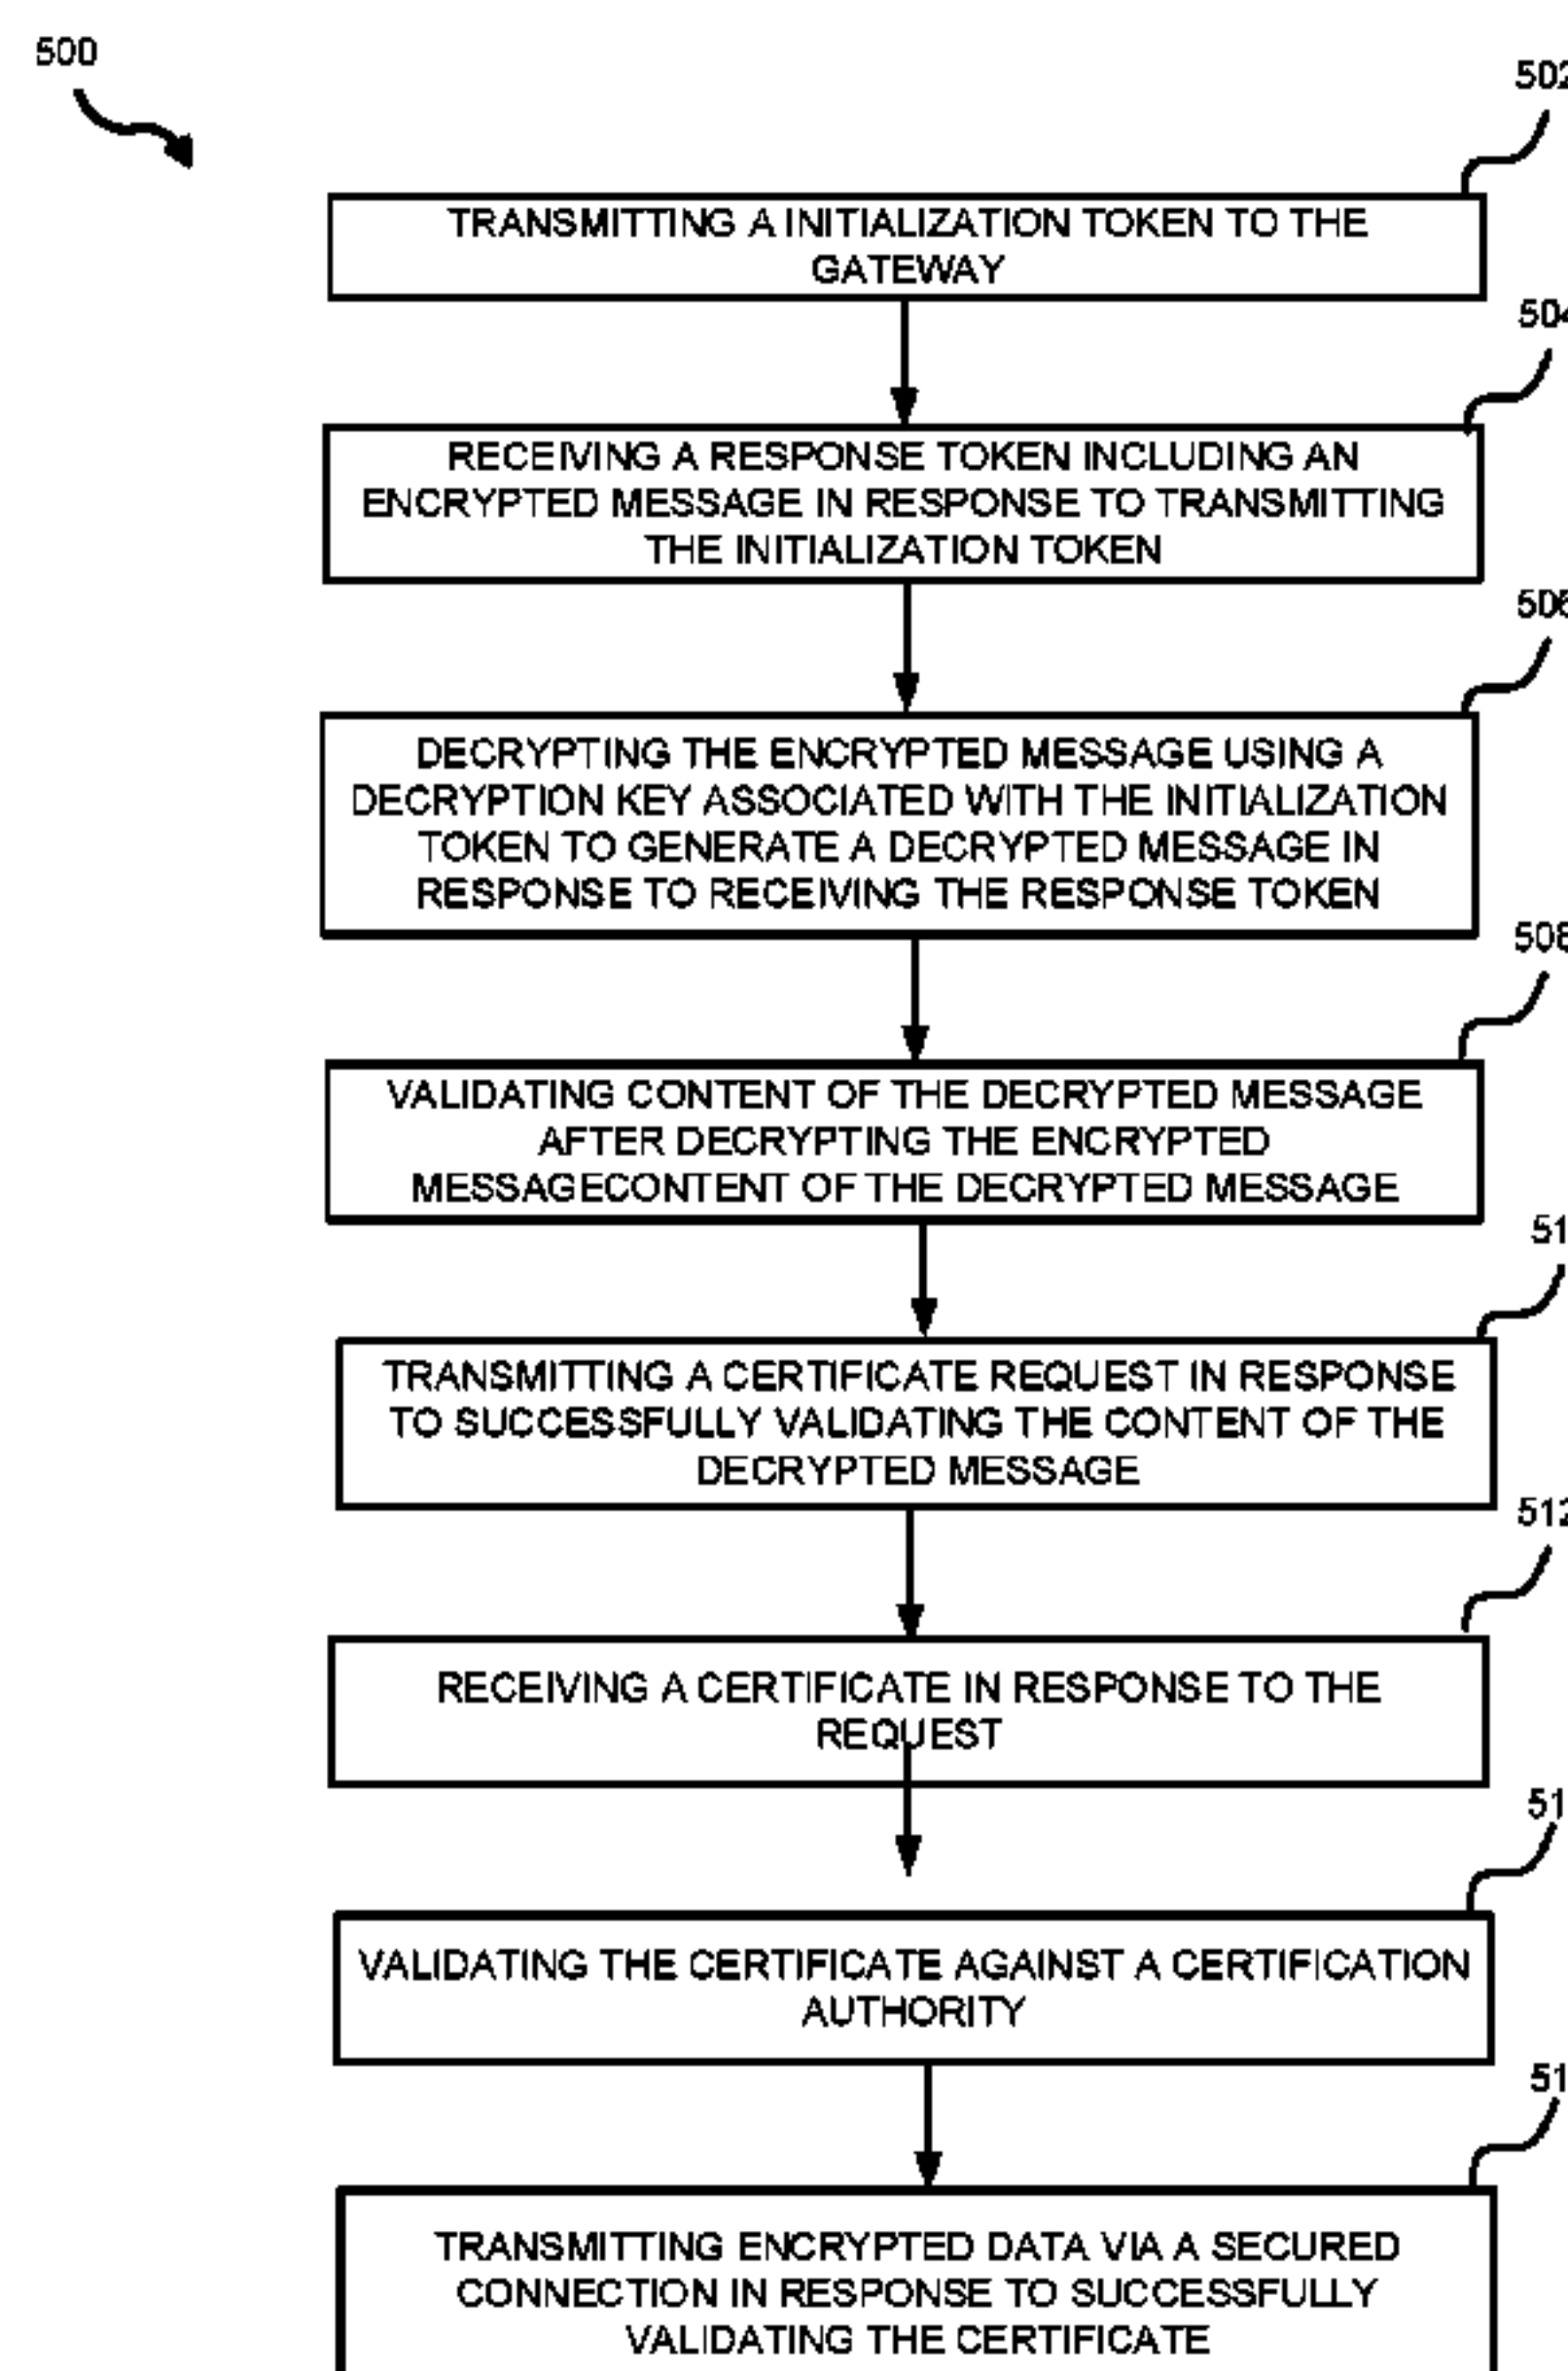 500
502
TRANSMITTING A INITIALIZATION TOKEN TO THE
GATEWAY
504
RECEIVING A RESPONSE TOKEN INCLUDING AN
ENCRYPTED MESSAGE IN RESPONSE TO TRANSMITTING
THE INITIALIZATION TOKEN
506
DECRYPTING THE ENCRYPTED MESSAGE USING A
DECRYPTION KEY ASSOCIATED WITH THE INITIALIZATION
TOKEN TO GENERATE A DECRYPTED MESSAGE IN
RESPONSE TO RECEIVING THE RESPONSE TOKEN
508
VALIDATING CONTENT OF THE DECRYPTED MESSAGE
AFTER DECRYPTING THE ENCRYPTED
MESSAGECONTENT OF THE DECRYPTED MESSAGE
51
TRANSMITTING A CERTIFICATE REQUEST IN RESPONSE
TO SUCCESSFULLY VALIDATING THE CONTENT OF THE
DECRYPTED MESSAGE
512
RECEIVING A CERTIFICATE IN RESPONSE TO THE
REQUEST
51
VALIDATING THE CERTIFICATE AGAINST A CERTIFICATION
AUTHORITY
51
TRANSMITTING ENCRYPTED DATA VIA A SECURED
CONNECTION IN RESPONSE TO SUCCESSFULLY
VALIDATING THE CERTIFICATE